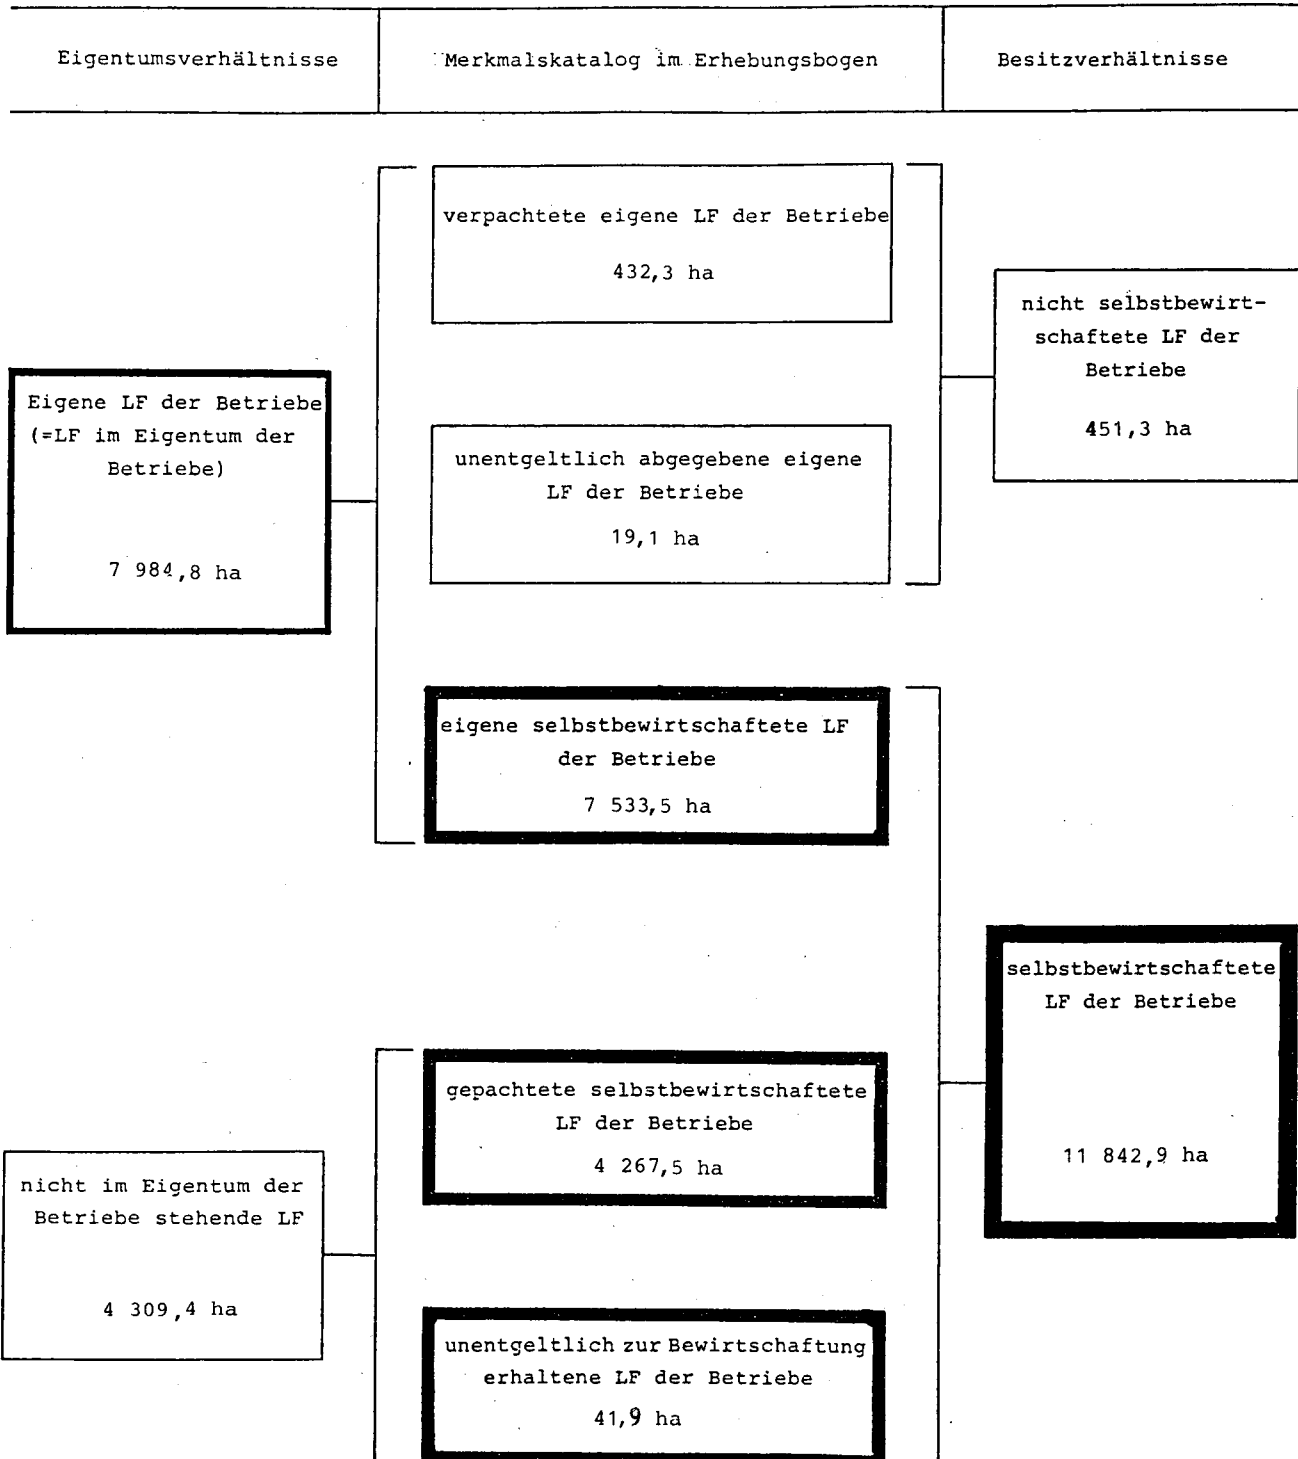 Eigentumsverhältnisse
Merkmalskatalog im Erhebungsbogen
Besitzverhältnisse
verpachtete eigene LF der Betriebe
432,3 ha
nicht selbstbewirt-
schaftete LF der
Betriebe
451,3 ha
Eigene LF der Betriebe
(=LF im Eigentum der
Betriebe)
7 984,8 ha
unentgeltlich abgegebene eigene
LF der Betriebe
19,1 ha
eigene selbstbewirtschaftete LF
der Betriebe
7 533,5 ha
selbstbewirtschaftete
LF der Betriebe
11 842,9 ha
gepachtete selbstbewirtschaftete
LF der Betriebe
4 267,5 ha
nicht im Eigentum der
Betriebe stehende LF
4 309,4 ha
unentgeltlich zur Bewirtschaftung
erhaltene LF der Betriebe
41,9 ha